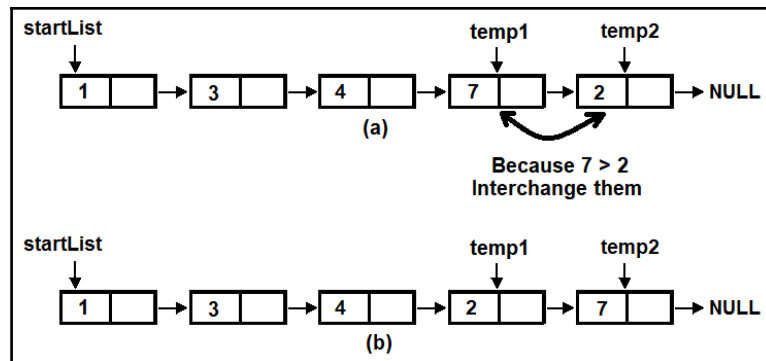 startList temp1 temp2
1 3 4 7 2 NULL
(a)
Because 7 > 2
Interchange them
startList temp1 temp2
1 3 4 2 7 NULL
(b)